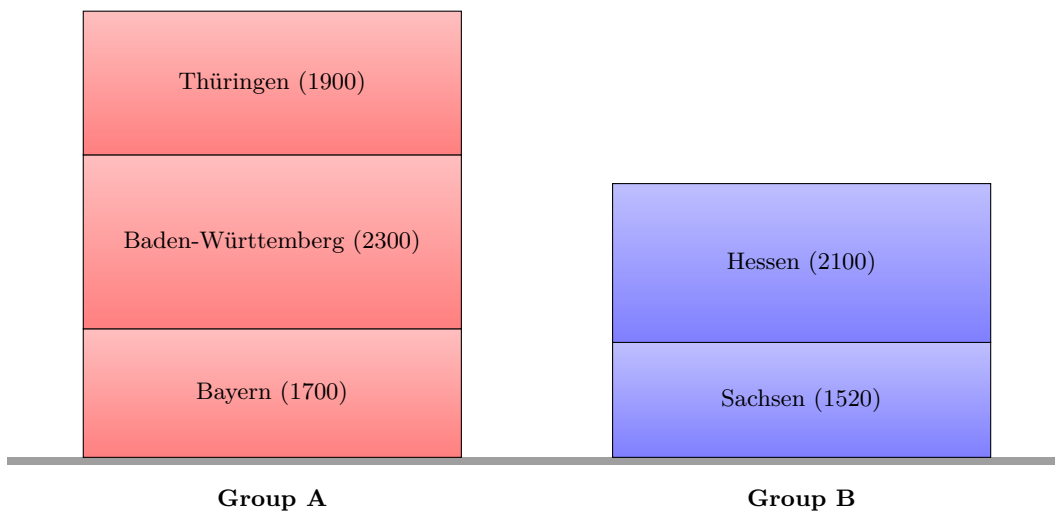 Thüringen (1900)
Baden-Württemberg (2300)
Bayern (1700)
Hessen (2100)
Sachsen (1520)
Group A
Group B